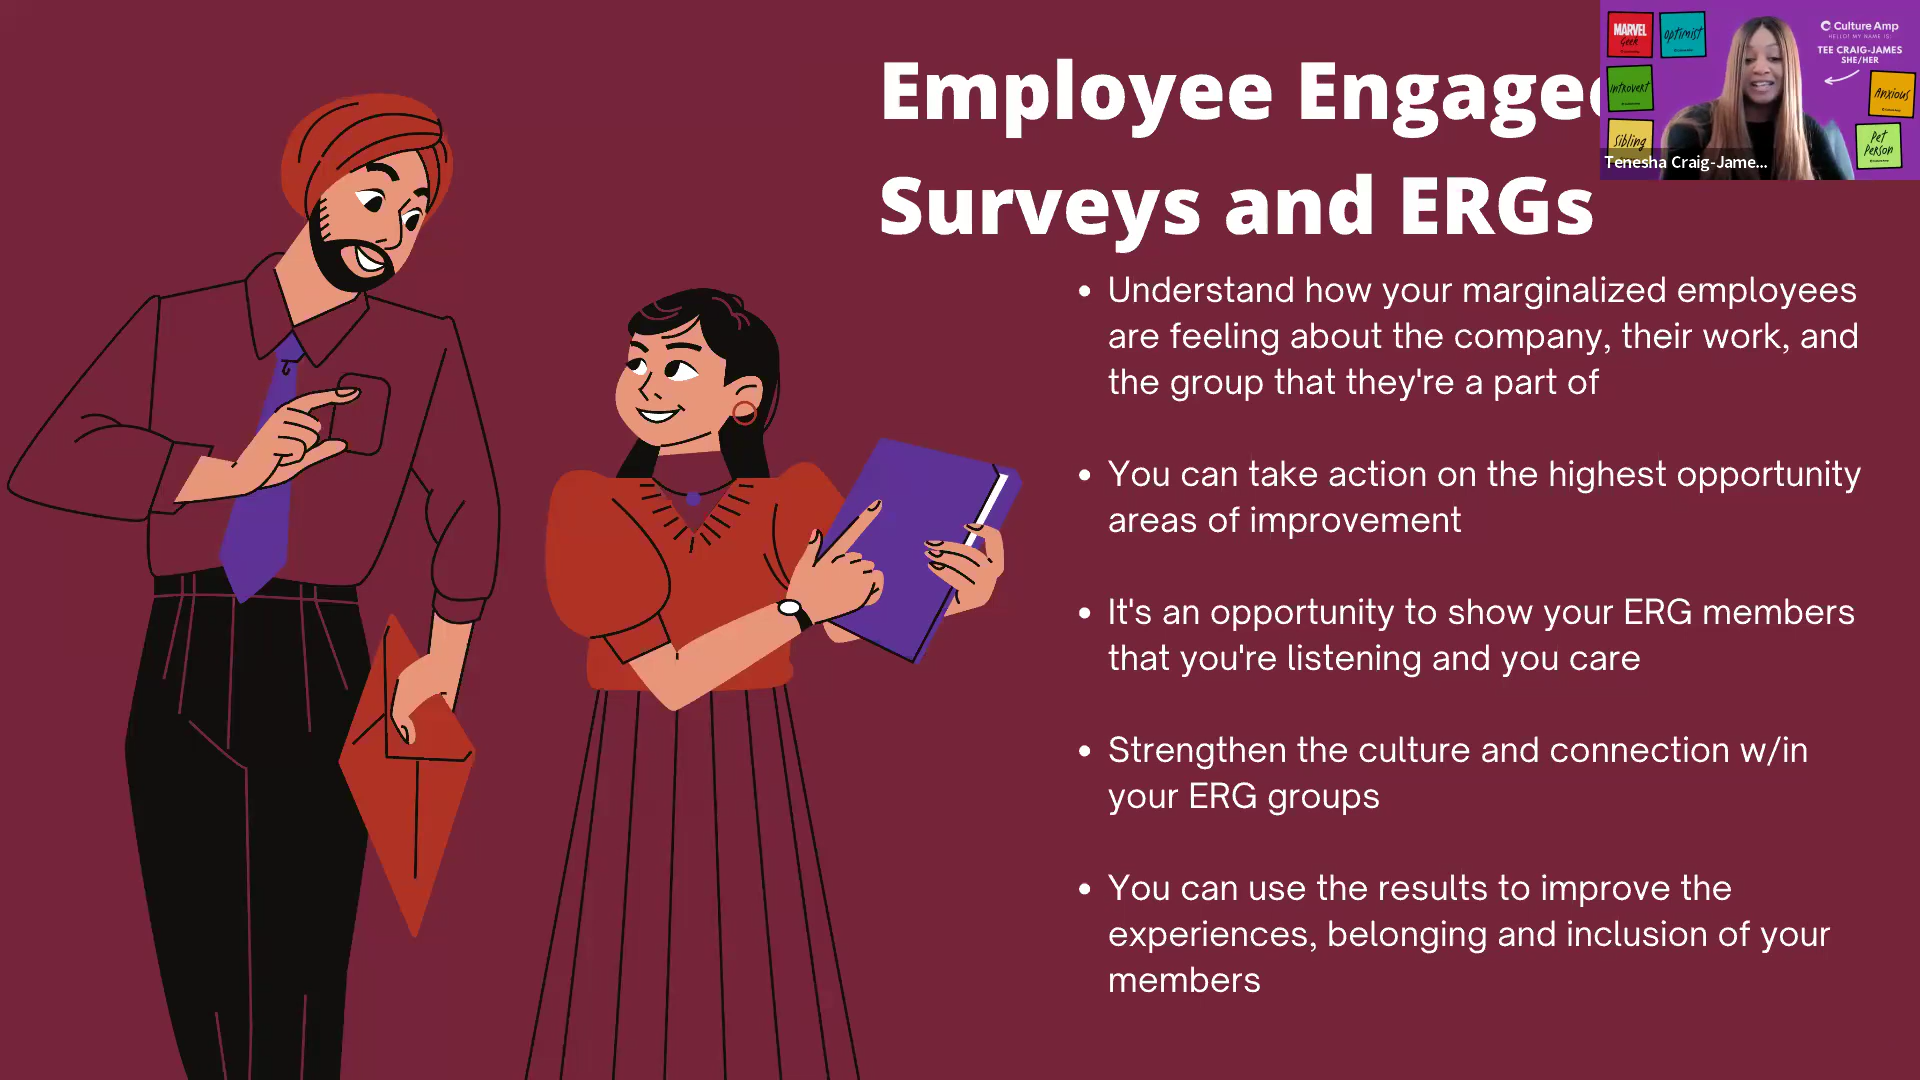 Employee Engage
Surveys and ERGs
Understand how your marginalized employees
are feeling about the company, their work, and
the group that they're a part of
You can take action on the highest opportunity
areas of improvement
It's an opportunity to show your ERG members
that you're listening and you care
Strengthen the culture and connection w/in
your ERG groups
You can use the results to improve the
experiences, belonging and inclusion of your
members
MARVEL
Geek
optimist
introvert
Sibling
Culture Amp
HELLO! MY NAME IS:
TEE CRAIG-JAMES
SHE/HER
Anxious
Pet
Person
Tenesha Craig-Jame...